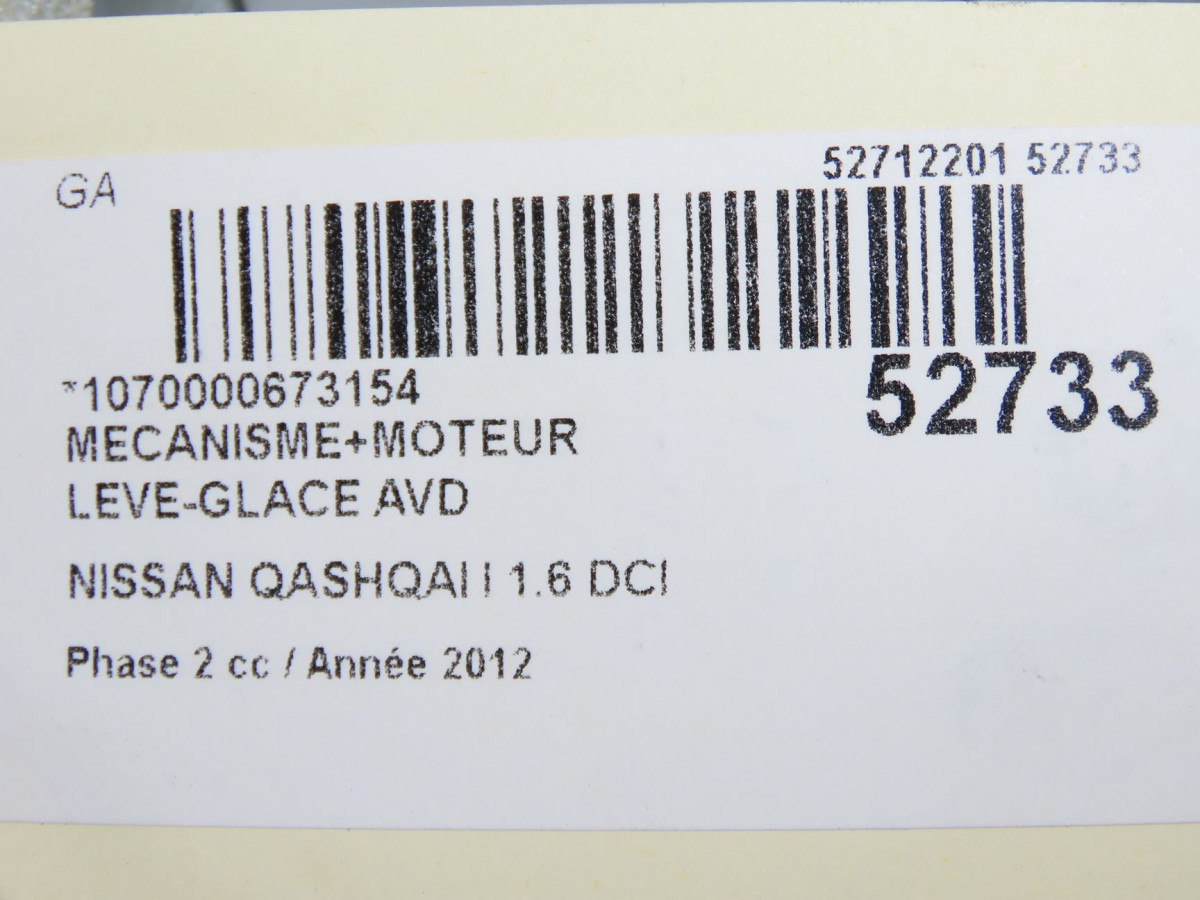 GA
52712201 52733
*1070000673154
52733
MECANISME+MOTEUR
LEVE-GLACE AVD
NISSAN QASHQAI I 1.6 DCI
Phase 2 cc / Année 2012